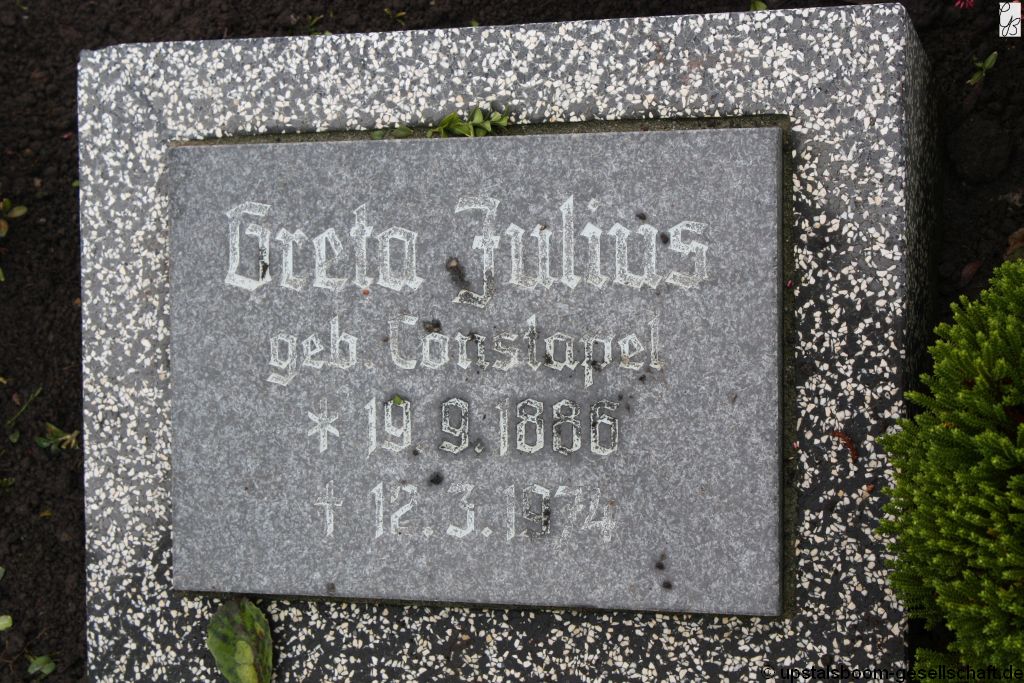 Greta Julius
geb. Constapel
* 19. 9. 1886
† 12. 3. 1974
© upstalsboom-gesellschaft.de